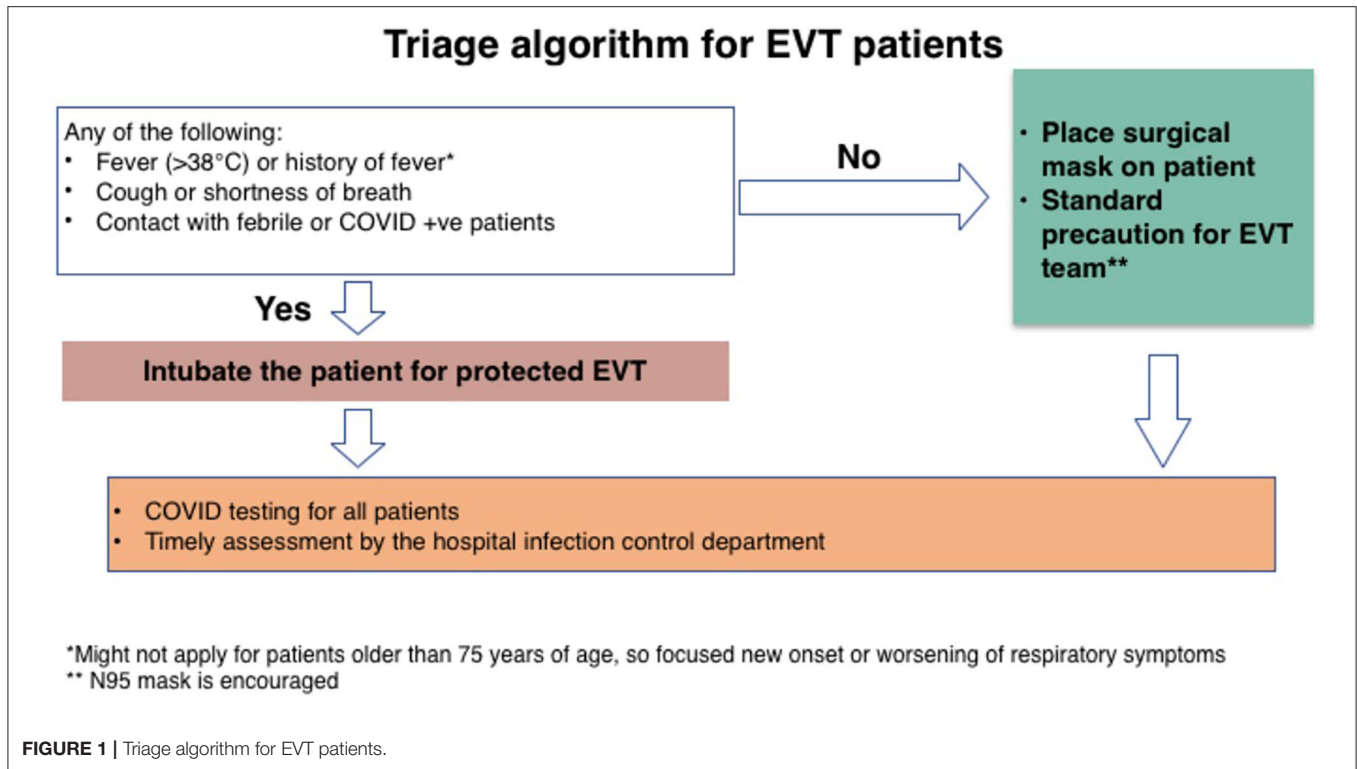 Triage algorithm for EVT patients
Any of the following:
• Fever (>38°C) or history of fever*
• Cough or shortness of breath
• Contact with febrile or COVID +ve patients
No
• Place surgical
mask on patient
• Standard
precaution for EVT
team**
Yes
Intubate the patient for protected EVT
• COVID testing for all patients
• Timely assessment by the hospital infection control department
*Might not apply for patients older than 75 years of age, so focused new onset or worsening of respiratory symptoms
** N95 mask is encouraged
FIGURE 1 | Triage algorithm for EVT patients.